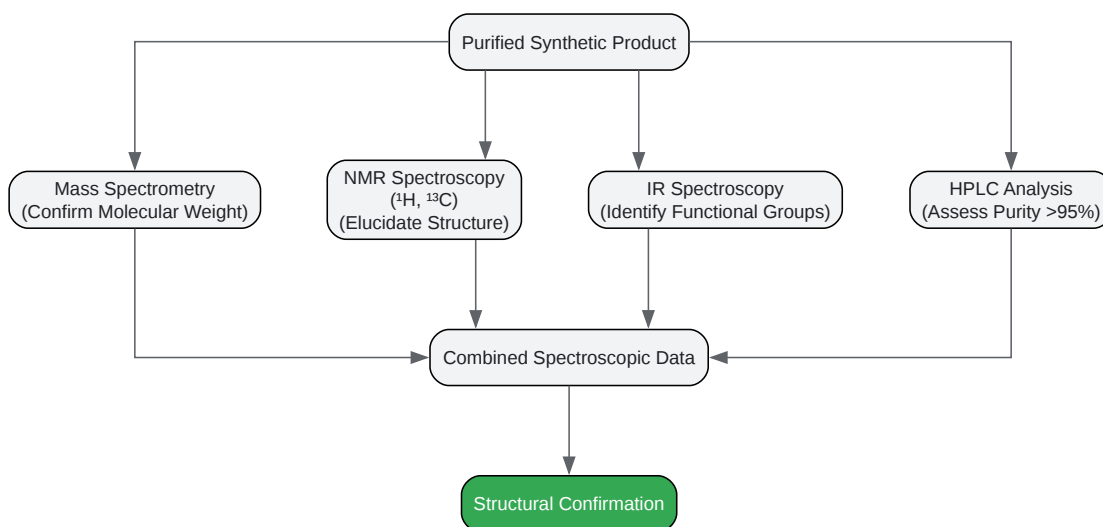 Purified Synthetic Product
Mass Spectrometry
(Confirm Molecular Weight)
NMR Spectroscopy
(¹H, ¹³C)
(Elucidate Structure)
IR Spectroscopy
(Identify Functional Groups)
HPLC Analysis
(Assess Purity >95%)
Combined Spectroscopic Data
Structural Confirmation